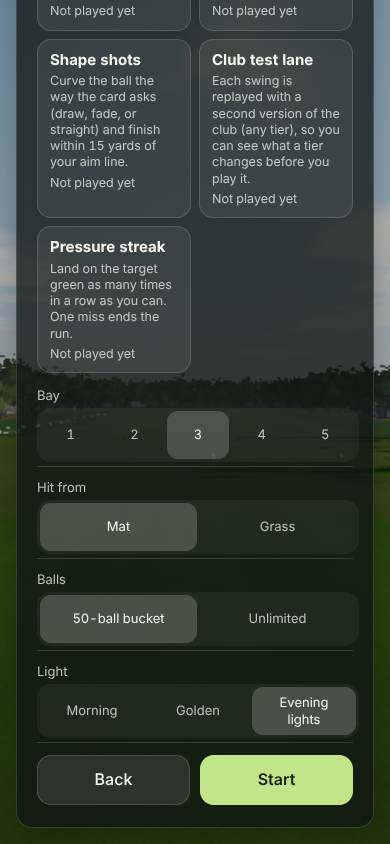 Not played yet
Not played yet
Shape shots
Curve the ball the
way the card asks
(draw, fade, or
straight) and finish
within 15 yards of
your aim line.
Not played yet
Club test lane
Each swing is
replayed with a
second version of the
club (any tier), so you
can see what a tier
changes before you
play it.
Not played yet
Pressure streak
Land on the target
green as many times
in a row as you can.
One miss ends the
run.
Not played yet
Bay
1 2 3 4 5
Hit from
Mat Grass
Balls
50-ball bucket Unlimited
Light
Morning Golden Evening
lights
Back Start